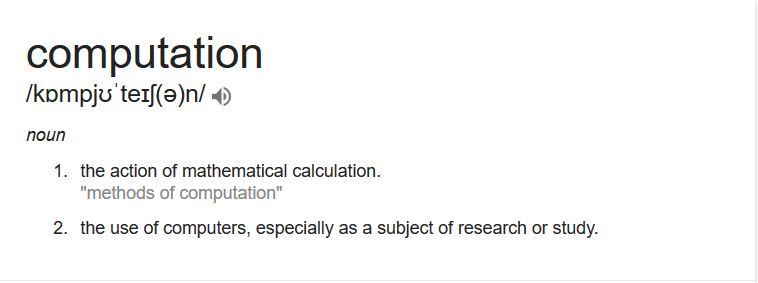 computation
/kɒmpjʊˈteɪʃ(ə)n/
noun
1. the action of mathematical calculation.
"methods of computation"
2. the use of computers, especially as a subject of research or study.